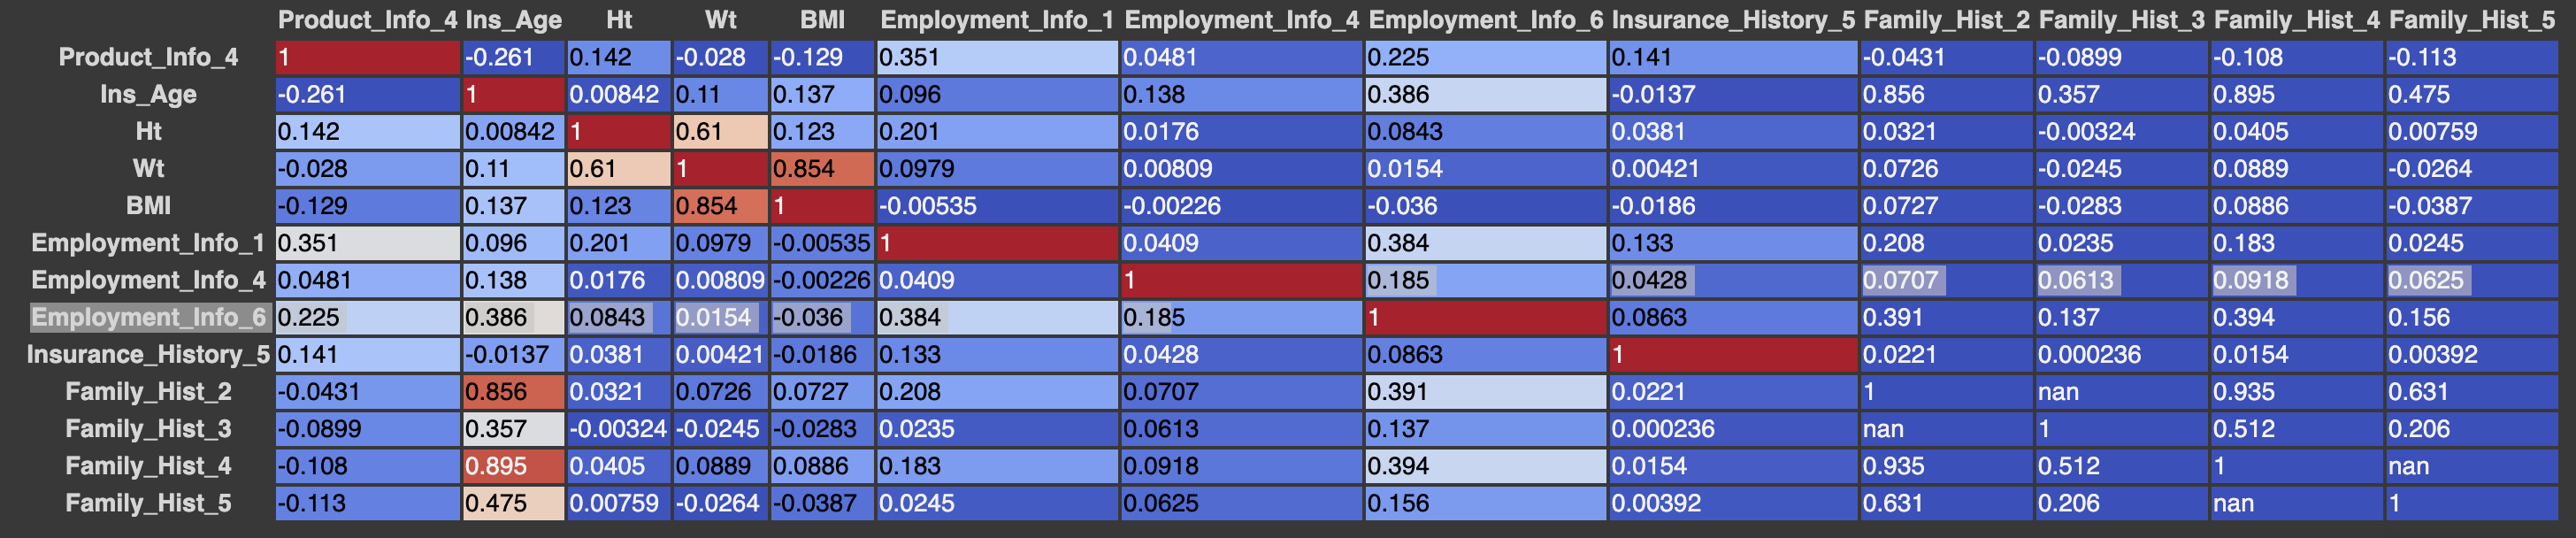 Product_Info_4 Ins_Age Ht Wt BMI Employment_Info_1 Employment_Info_4 Employment_Info_6 Insurance_History_5 Family_Hist_2 Family_Hist_3 Family_Hist_4 Family_Hist_5
Product_Info_4 1 -0.261 0.142 -0.028 -0.129 0.351 0.0481 0.225 0.141 -0.0431 -0.0899 -0.108 -0.113
Ins_Age -0.261 1 0.00842 0.11 0.137 0.096 0.138 0.386 -0.0137 0.856 0.357 0.895 0.475
Ht 0.142 0.00842 1 0.61 0.123 0.201 0.0176 0.0843 0.0381 0.0321 -0.00324 0.0405 0.00759
Wt -0.028 0.11 0.61 1 0.854 0.0979 0.00809 0.0154 0.00421 0.0726 -0.0245 0.0889 -0.0264
BMI -0.129 0.137 0.123 0.854 1 -0.00535 -0.00226 -0.036 -0.0186 0.0727 -0.0283 0.0886 -0.0387
Employment_Info_1 0.351 0.096 0.201 0.0979 -0.00535 1 0.0409 0.384 0.133 0.208 0.0235 0.183 0.0245
Employment_Info_4 0.0481 0.138 0.0176 0.00809 -0.00226 0.0409 1 0.185 0.0428 0.0707 0.0613 0.0918 0.0625
Employment_Info_6 0.225 0.386 0.0843 0.0154 -0.036 0.384 0.185 1 0.0863 0.391 0.137 0.394 0.156
Insurance_History_5 0.141 -0.0137 0.0381 0.00421 -0.0186 0.133 0.0428 0.0863 1 0.0221 0.000236 0.0154 0.00392
Family_Hist_2 -0.0431 0.856 0.0321 0.0726 0.0727 0.208 0.0707 0.391 0.0221 1 nan 0.935 0.631
Family_Hist_3 -0.0899 0.357 -0.00324 -0.0245 -0.0283 0.0235 0.0613 0.137 0.000236 nan 1 0.512 0.206
Family_Hist_4 -0.108 0.895 0.0405 0.0889 0.0886 0.183 0.0918 0.394 0.0154 0.935 0.512 1 nan
Family_Hist_5 -0.113 0.475 0.00759 -0.0264 -0.0387 0.0245 0.0625 0.156 0.00392 0.631 0.206 nan 1